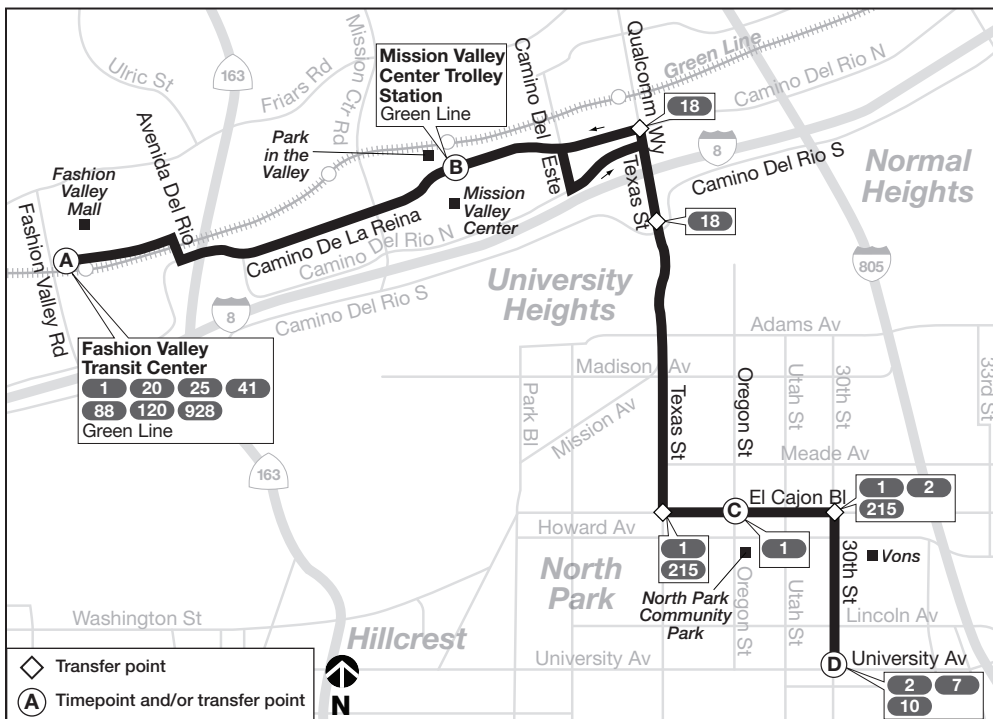 Ulric St
163
Friars Rd
Mission Ctr Rd
Mission Valley
Center Trolley
Station
Green Line
Camino Del
Este
Qualcomm
Wy
Green Line
Camino Del Rio N
18
8
Camino Del Rio S
Normal
Heights
Avenida Del Rio
Park
in the
Valley
B
Mission
Valley
Center
Texas St
18
Fashion
Valley
Mall
A
Fashion Valley Rd
Camino De La Reina
Camino Del Rio N
8
Camino Del Rio S
University
Heights
805
Fashion Valley
Transit Center
1 20 25 41
88 120 928
Green Line
163
Adams Av
Madison Av
Park Bl
Mission Av
Texas St
Oregon St
Utah St
30th St
33rd St
Meade Av
El Cajon Bl
C
1 2
215
Howard Av
1
215
1
North
Park
North Park
Community
Park
Oregon St
Utah St
30th St
Vons
Lincoln Av
Washington St
Hillcrest
University Av
D
University Av
2 7
10
Transfer point
A
Timepoint and/or transfer point
N